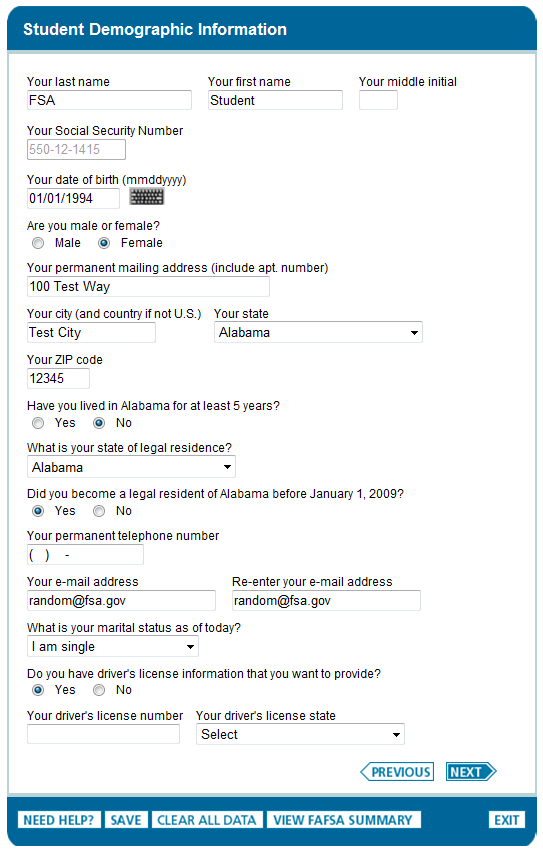 Student Demographic Information
Your last name Your first name Your middle initial
FSA Student
Your Social Security Number
550-12-1415
Your date of birth (mmddyyyy)
01/01/1994
Are you male or female?
Male Female
Your permanent mailing address (include apt. number)
100 Test Way
Your city (and country if not U.S.) Your state
Test City Alabama
Your ZIP code
12345
Have you lived in Alabama for at least 5 years?
Yes No
What is your state of legal residence?
Alabama
Did you become a legal resident of Alabama before January 1, 2009?
Yes No
Your permanent telephone number
( ) -
Your e-mail address Re-enter your e-mail address
random@fsa.gov random@fsa.gov
What is your marital status as of today?
I am single
Do you have driver's license information that you want to provide?
Yes No
Your driver's license number Your driver's license state
Select
PREVIOUS NEXT
NEED HELP? SAVE CLEAR ALL DATA VIEW FAFSA SUMMARY EXIT